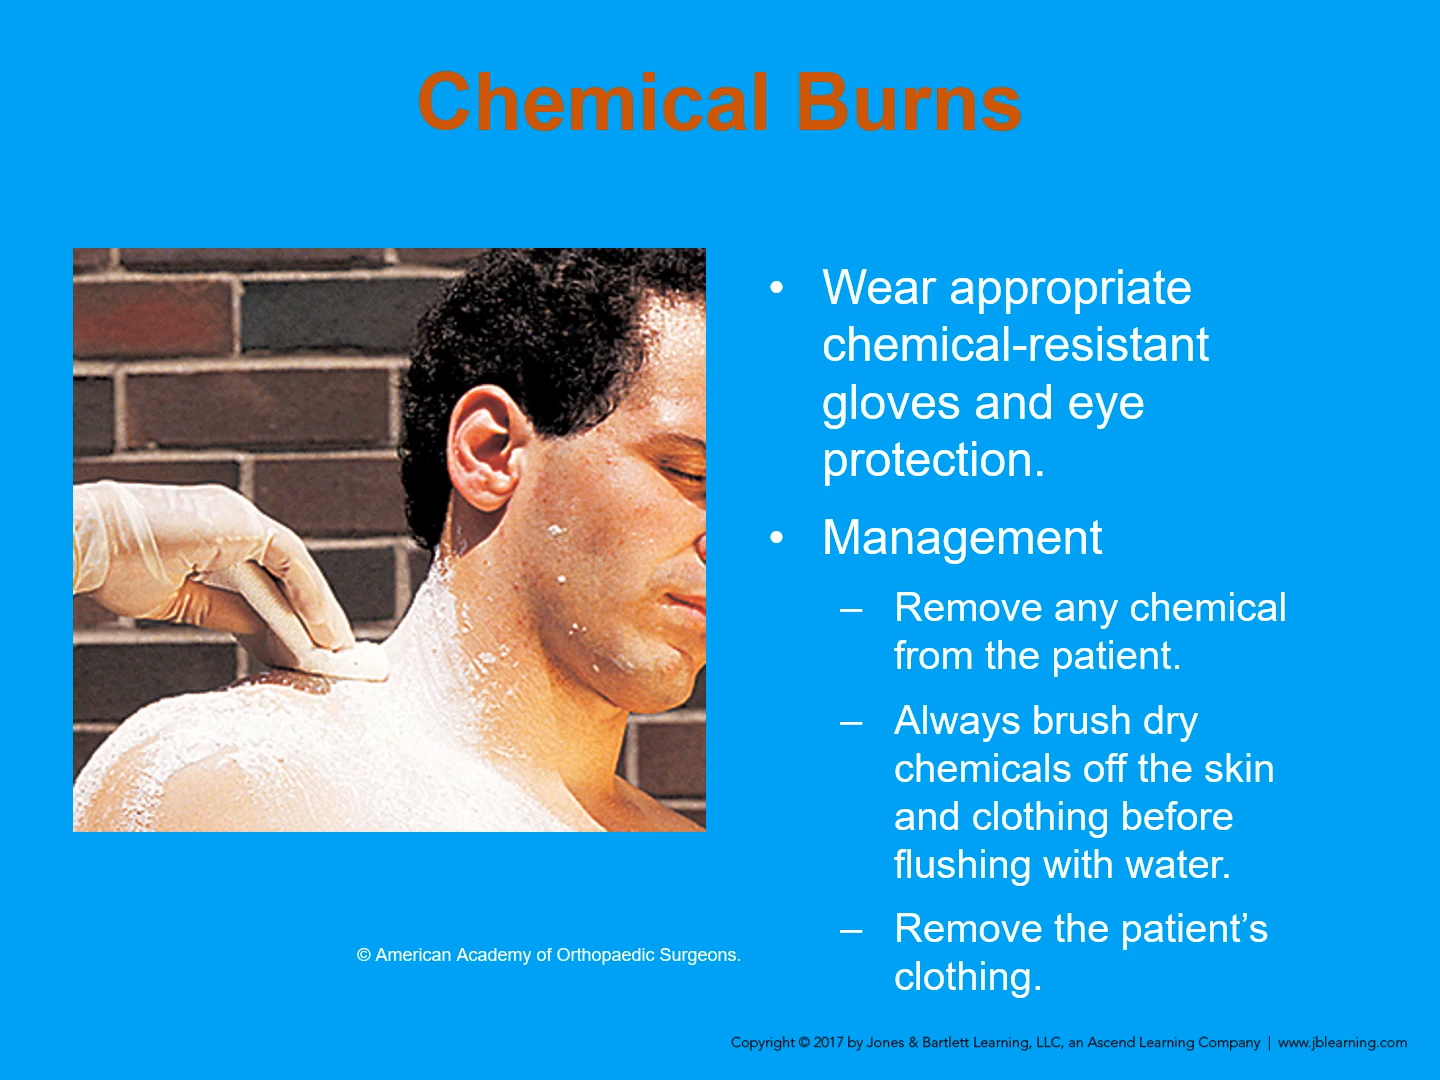 Chemical Burns
• Wear appropriate
chemical-resistant
gloves and eye
protection.
• Management
– Remove any chemical
from the patient.
– Always brush dry
chemicals off the skin
and clothing before
flushing with water.
– Remove the patient’s
clothing.
© American Academy of Orthopaedic Surgeons.
Copyright © 2017 by Jones & Bartlett Learning, LLC, an Ascend Learning Company | www.jblearning.com